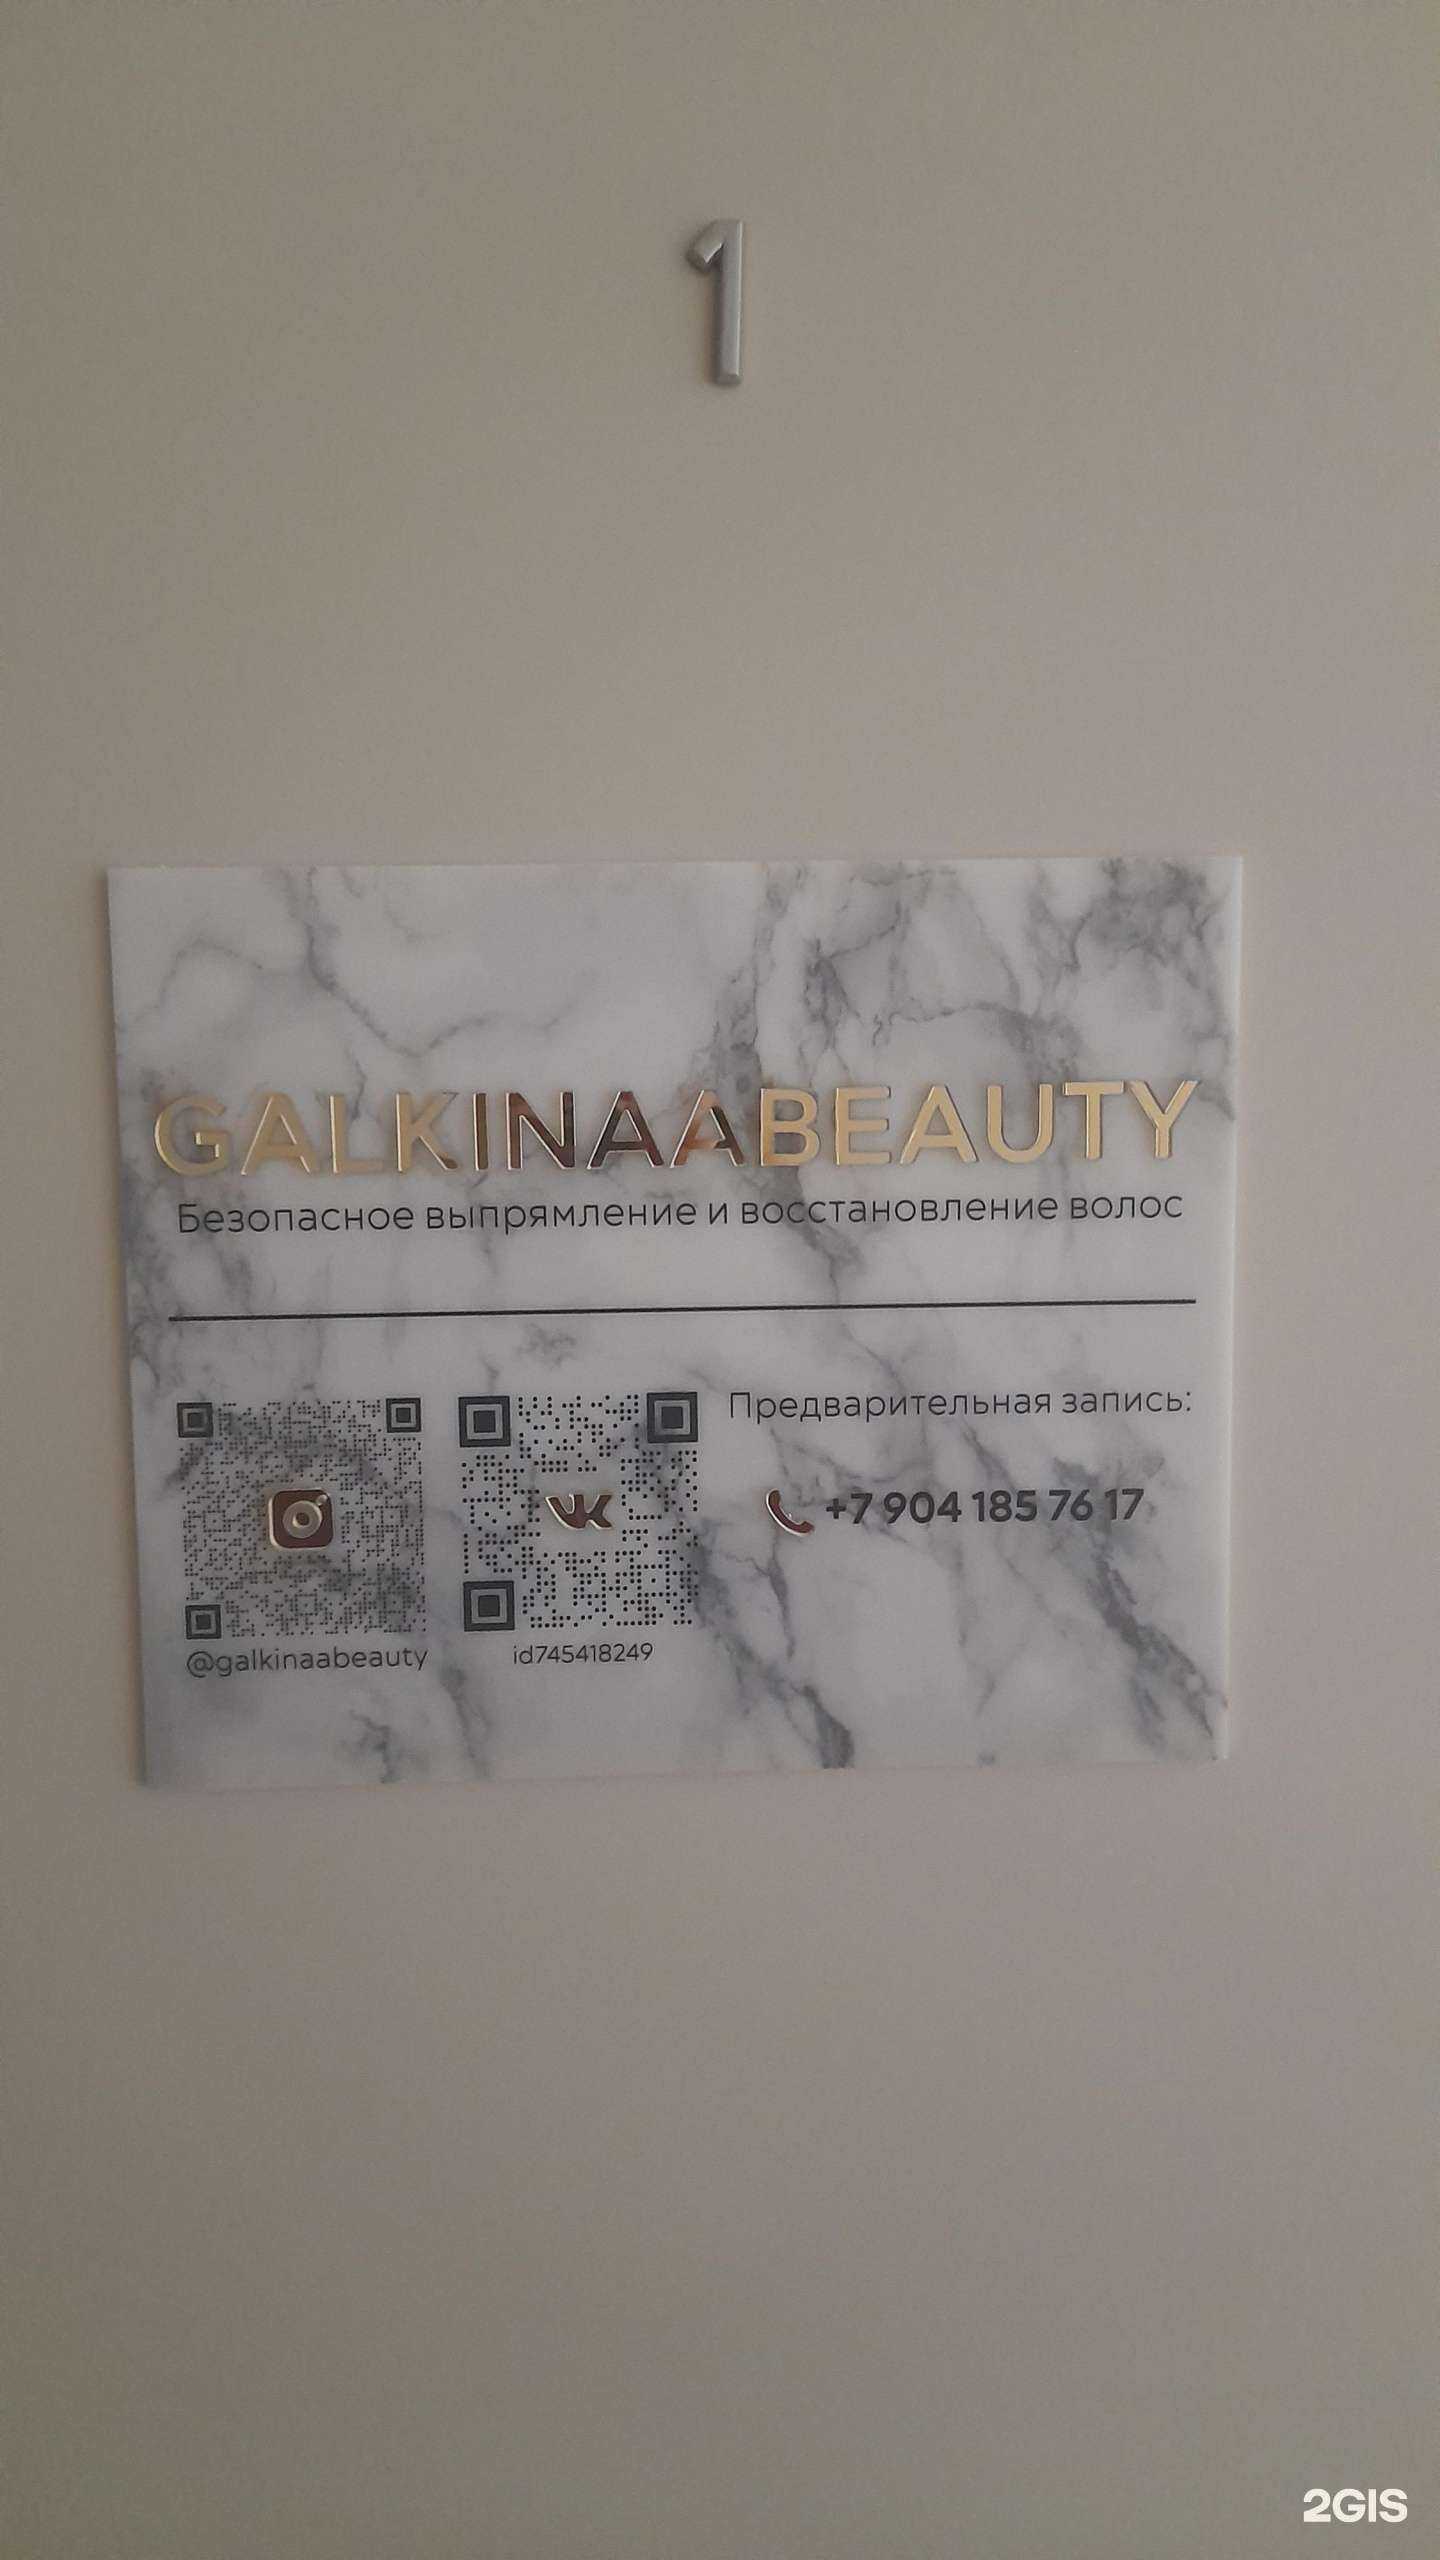 1
GALKINAABEAUTY
Безопасное выпрямление и восстановление волос
Предварительная запись:
+7 904 185 76 17
@galkinaabeauty
id745418249
2GIS